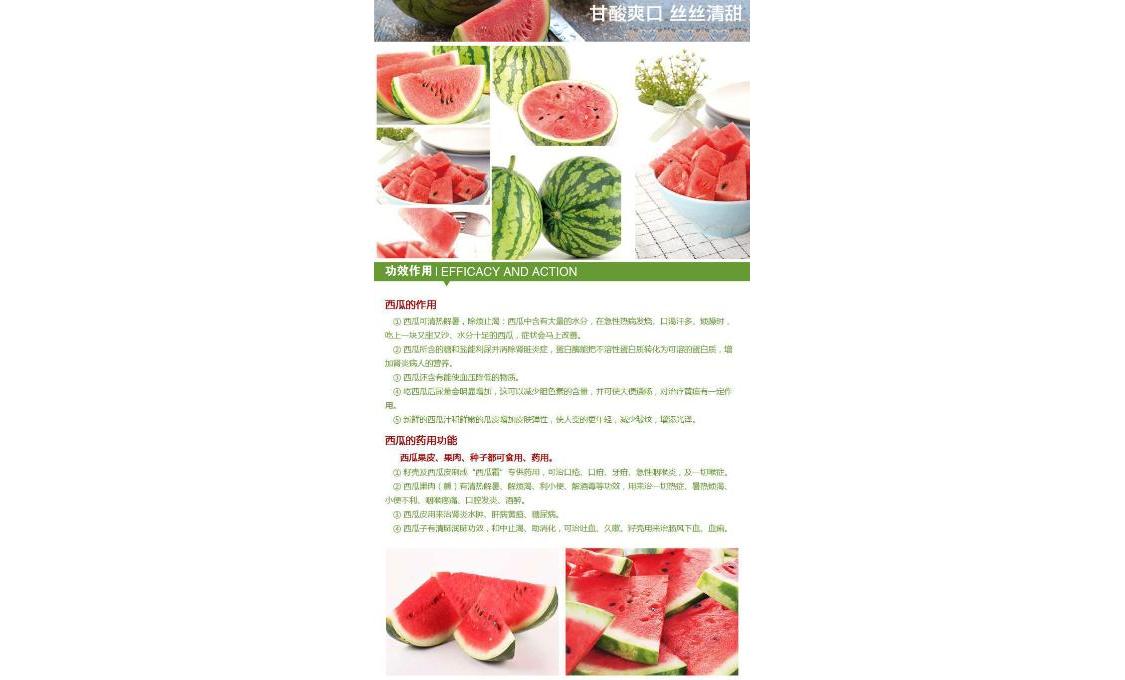 甘酸爽口 丝丝清甜
功效作用 | EFFICACY AND ACTION
西瓜的作用
① 西瓜可清热解暑，除烦止渴：西瓜中含有大量的水分，在急性热病发烧、口渴汗多、烦躁时，
吃上一块又甜又沙、水分十足的西瓜，症状会马上改善。
② 西瓜所含的糖和盐能利尿并消除肾脏炎症，蛋白酶能把不溶性蛋白质转化为可溶的蛋白质，增
加肾炎病人的营养。
③ 西瓜还含有能使血压降低的物质。
④ 吃西瓜后尿量会明显增加，这可以减少胆色素的含量，并可使大便通畅，对治疗黄疸有一定作
用。
⑤ 新鲜的西瓜汁和鲜嫩的瓜皮增加皮肤弹性，使人变的更年轻，减少皱纹，增添光泽。
西瓜的药用功能
西瓜果皮、果肉、种子都可食用、药用。
① 籽壳及西瓜皮制成“西瓜霜”专供药用，可治口疮、口疳、牙疳、急性咽喉炎，及一切喉症。
② 西瓜果肉（瓤）有清热解暑、解烦渴、利小便、解酒毒等功效，用来治一切热症、暑热烦渴、
小便不利、咽喉疼痛、口腔发炎、酒醉。
③ 西瓜皮用来治肾炎水肿、肝病黄疸、糖尿病。
④ 西瓜子有清肺润肺功效，和中止渴、助消化，可治吐血、久嗽。籽壳用来治肠风下血、血痢。